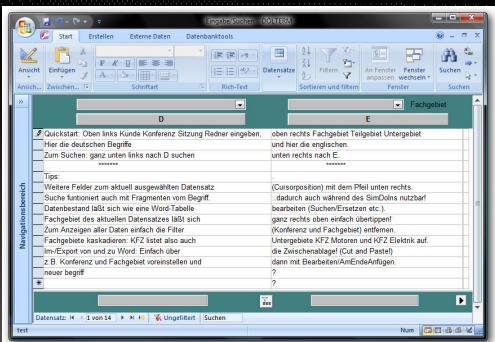 Eingabe/Suchen - DOLTERM
Start Erstellen Externe Daten Datenbanktools
Ansicht Einfügen F K U Datensätze Filtern An Fenster anpassen Fenster wechseln Suchen
Ansich... Zwischen... Schriftart Rich-Text Sortieren und filtern Fenster Suchen
Fachgebiet
D E
Quickstart: Oben links Kunde Konferenz Sitzung Redner eingeben, oben rechts Fachgebiet Teilgebiet Untergebiet
Hier die deutschen Begriffe und hier die englischen.
Zum Suchen: ganz unten links nach D suchen unten rechts nach E.
******* *******
Tips: .
Weitere Felder zum aktuell ausgewählten Datensatz (Cursorposition) mit dem Pfeil unten rechts.
Suche funtioniert auch mit Fragmenten vom Begriff. ..dadurch auch während des SimDolns nutzbar!
Datenbestand läßt sich wie eine Word-Tabelle bearbeiten (Suchen/Ersetzen etc.).
Fachgebiet des aktuellen Datensatzes läßt sich ganz rechts oben einfach übertippen!
Zum Anzeigen aller Daten einfach die Filter (Konferenz und Fachgebiet) entfernen.
Fachgebiete kaskadieren: KFZ listet also auch Untergebiete KFZ Motoren und KFZ Elektrik auf.
Im-/Export von und zu Word: Einfach über die Zwischenablage! (Cut and Paste!)
z.B. Konferenz und Fachgebiet voreinstellen und dann mit Bearbeiten/AmEndeAnfügen.
neuer begriff ?
?
Navigationsbereich
Datensatz: 1 von 14 Ungefiltert Suchen
test Num